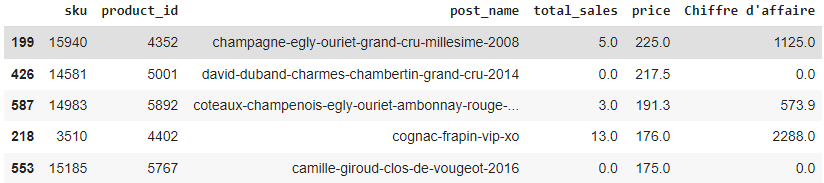 sku product_id post_name total_sales price Chiffre d'affaire
199 15940 4352 champagne-egly-ouriet-grand-cru-millesime-2008 5.0 225.0 1125.0
426 14581 5001 david-duband-charmes-chambertin-grand-cru-2014 0.0 217.5 0.0
587 14983 5892 coteaux-champenois-egly-ouriet-ambonnay-rouge-... 3.0 191.3 573.9
218 3510 4402 cognac-frapin-vip-xo 13.0 176.0 2288.0
553 15185 5767 camille-giroud-clos-de-vougeot-2016 0.0 175.0 0.0